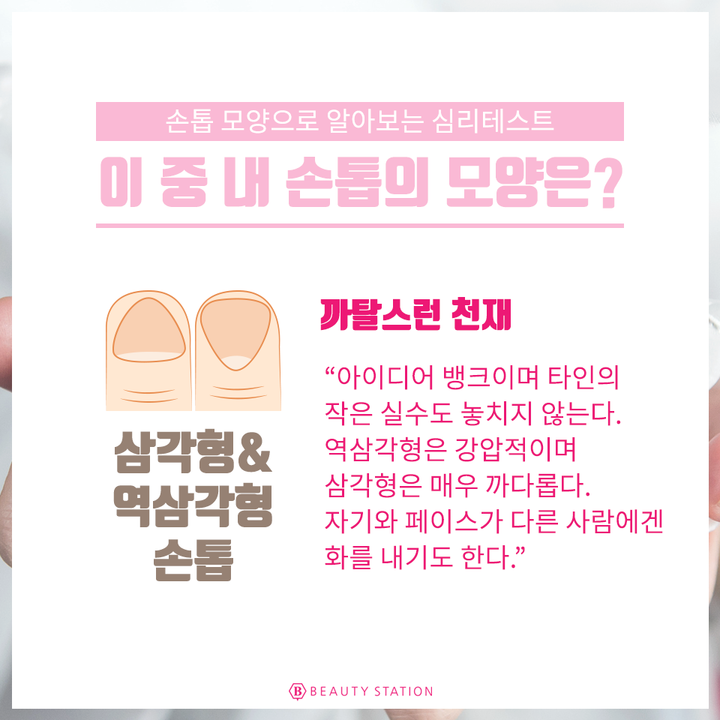 손톱 모양으로 알아보는 심리테스트
이 중 내 손톱의 모양은?
까탈스런 천재
“아이디어 뱅크이며 타인의
작은 실수도 놓치지 않는다.
역삼각형은 강압적이며
삼각형은 매우 까다롭다.
자기와 페이스가 다른 사람에겐
화를 내기도 한다.”
삼각형&
역삼각형
손톱
B BEAUTY STATION